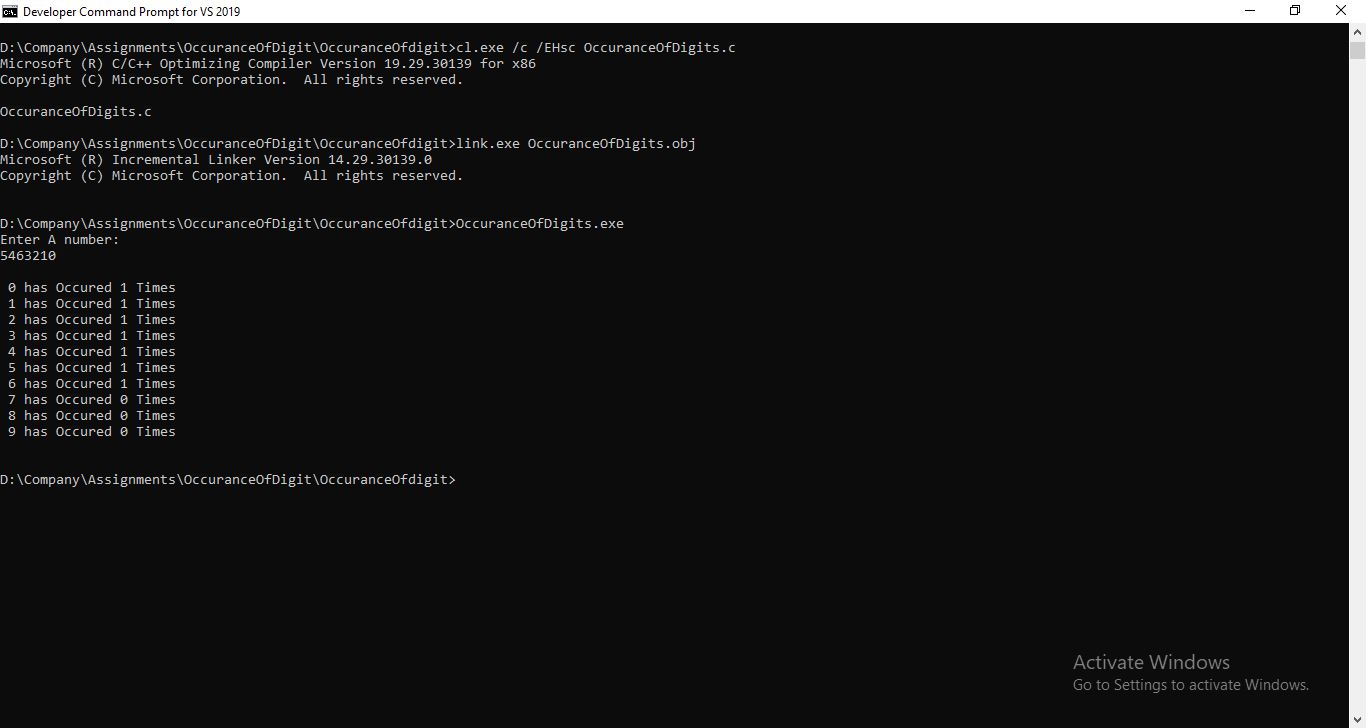 Developer Command Prompt for VS 2019
D:\Company\Assignments\OccuranceOfDigit\OccuranceOfdigit>cl.exe /c /EHsc OccuranceOfDigits.c
Microsoft (R) C/C++ Optimizing Compiler Version 19.29.30139 for x86
Copyright (C) Microsoft Corporation.  All rights reserved.
OccuranceOfDigits.c
D:\Company\Assignments\OccuranceOfDigit\OccuranceOfdigit>link.exe OccuranceOfDigits.obj
Microsoft (R) Incremental Linker Version 14.29.30139.0
Copyright (C) Microsoft Corporation.  All rights reserved.
D:\Company\Assignments\OccuranceOfDigit\OccuranceOfdigit>OccuranceOfDigits.exe
Enter A number:
5463210
0 has Occured 1 Times
1 has Occured 1 Times
2 has Occured 1 Times
3 has Occured 1 Times
4 has Occured 1 Times
5 has Occured 1 Times
6 has Occured 1 Times
7 has Occured 0 Times
8 has Occured 0 Times
9 has Occured 0 Times
D:\Company\Assignments\OccuranceOfDigit\OccuranceOfdigit>
Activate Windows
Go to Settings to activate Windows.